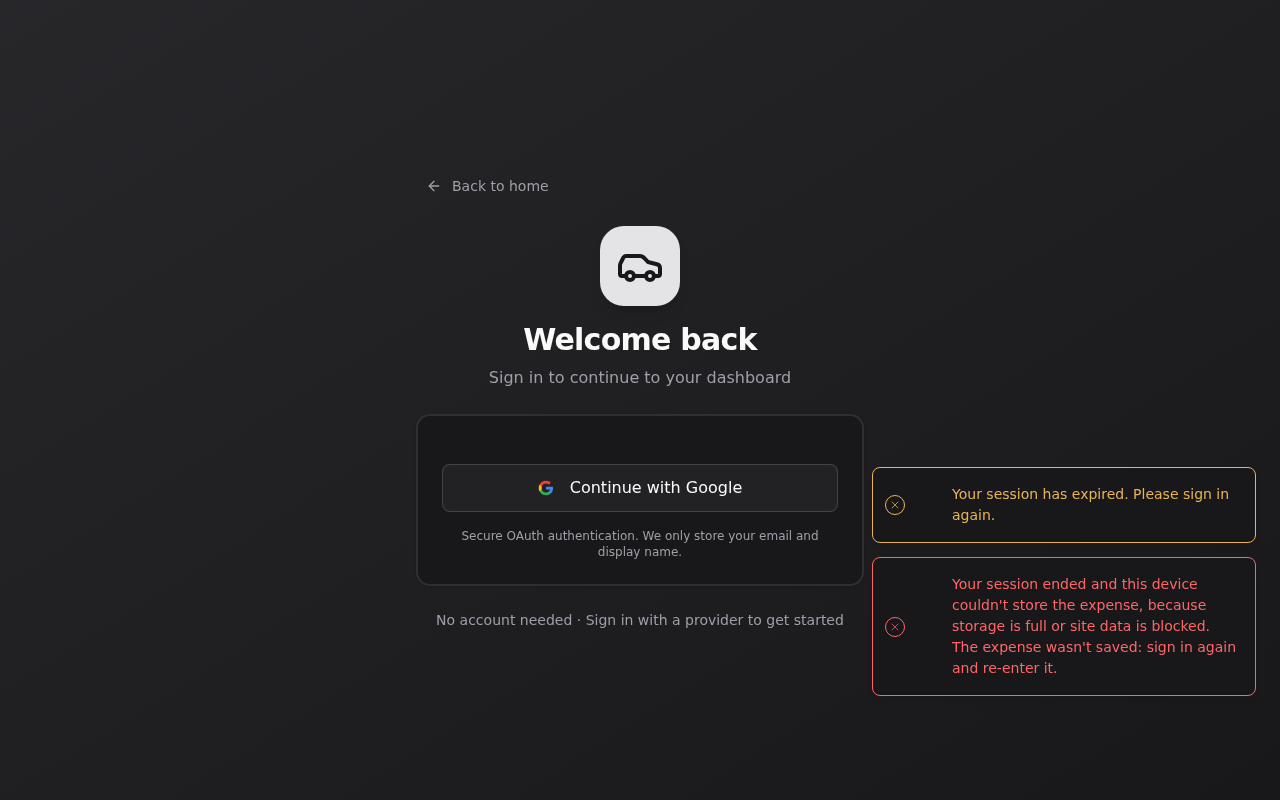 Back to home
Welcome back
Sign in to continue to your dashboard
Continue with Google
Secure OAuth authentication. We only store your email and
display name.
No account needed · Sign in with a provider to get started
Your session has expired. Please sign in
again.
Your session ended and this device
couldn't store the expense, because
storage is full or site data is blocked.
The expense wasn't saved: sign in again
and re-enter it.